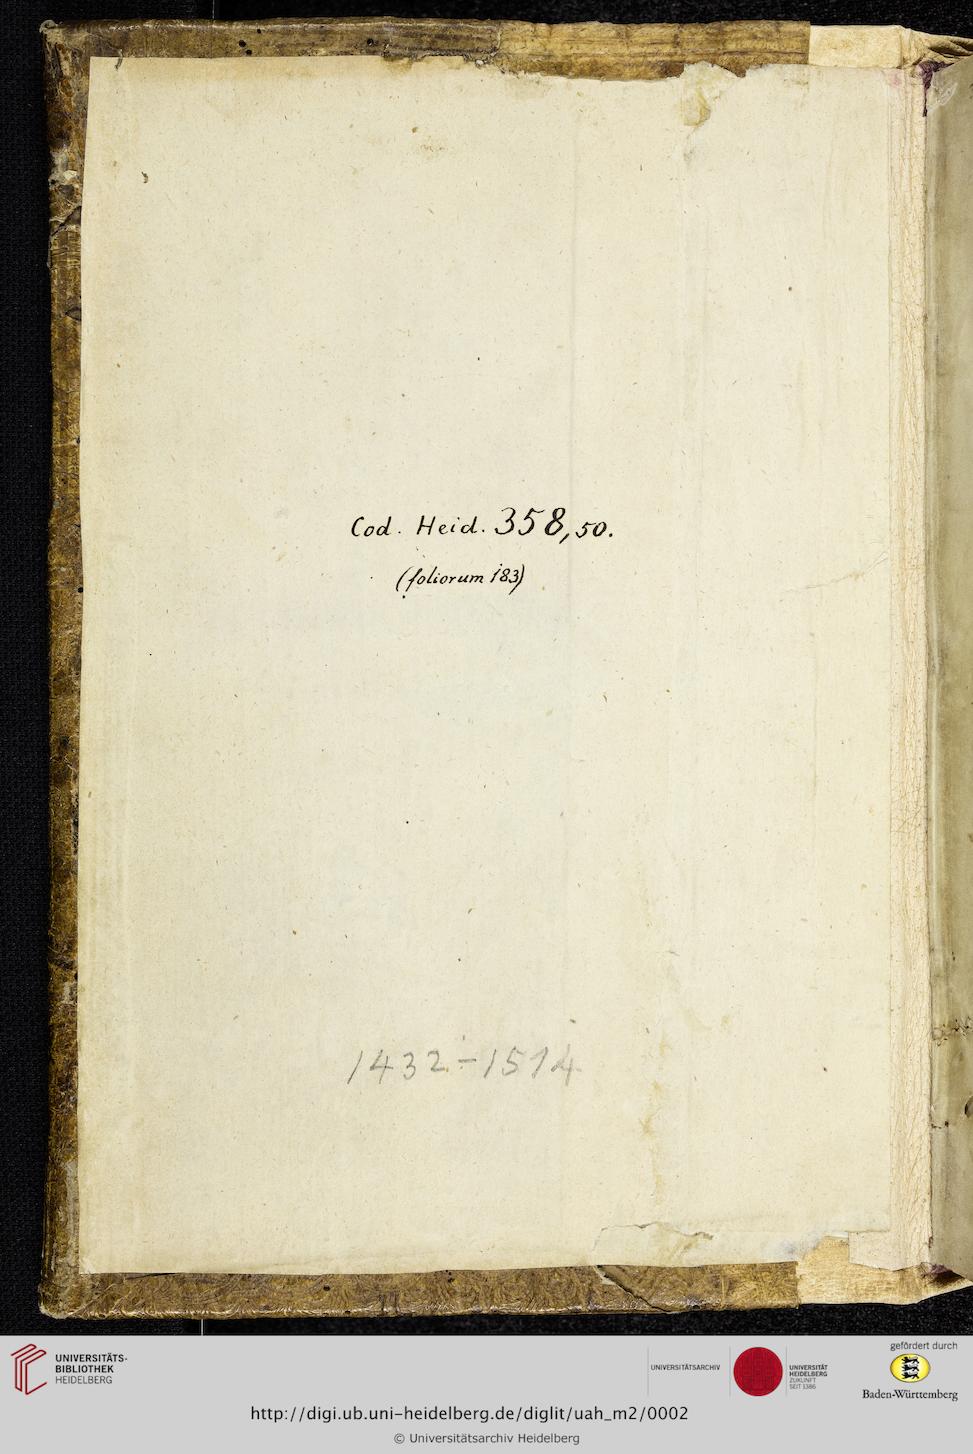 Cod. Heid. 358,50.
(foliorum 183)
1432-1514
UNIVERSITÄTS-
BIBLIOTHEK
HEIDELBERG
UNIVERSITÄTSARCHIV
UNIVERSITÄT
HEIDELBERG
ZUKUNFT
SEIT 1386
gefördert durch
Baden-Württemberg
http://digi.ub.uni-heidelberg.de/diglit/uah_m2/0002
© Universitätsarchiv Heidelberg